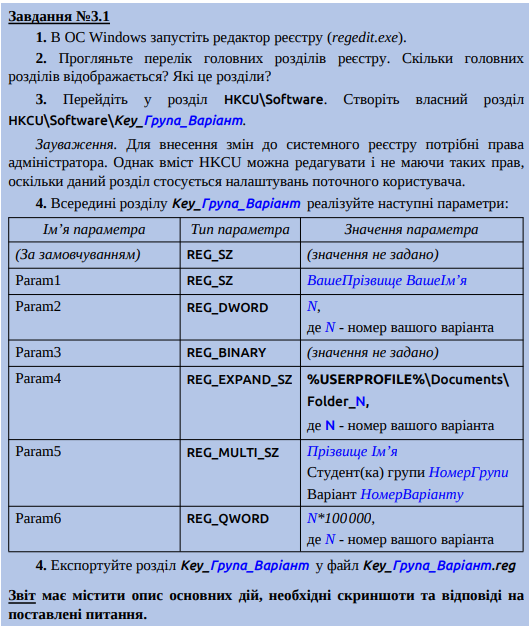 Завдання №3.1
1. В ОС Windows запустіть редактор реєстру (regedit.exe).
2. Прогляньте перелік головних розділів реєстру. Скільки головних
розділів відображається? Які це розділи?
3. Перейдіть у розділ HKCU\Software. Створіть власний розділ
HKCU\Software\Key_Група_Варіант.
Зауваження. Для внесення змін до системного реєстру потрібні права
адміністратора. Однак вміст HKCU можна редагувати і не маючи таких прав,
оскільки даний розділ стосується налаштувань поточного користувача.
4. Всередині розділу Key_Група_Варіант реалізуйте наступні параметри:
Ім’я параметра Тип параметра Значення параметра
(За замовчуванням) REG_SZ (значення не задано)
Param1 REG_SZ ВашеПрізвище ВашеІм’я
Param2 REG_DWORD N,
де N - номер вашого варіанта
Param3 REG_BINARY (значення не задано)
Param4 REG_EXPAND_SZ %USERPROFILE%\Documents\
Folder_N,
де N - номер вашого варіанта
Param5 REG_MULTI_SZ Прізвище Ім’я
Студент(ка) групи НомерГрупи
Варіант НомерВаріанту
Param6 REG_QWORD N*100000,
де N - номер вашого варіанта
4. Експортуйте розділ Key_Група_Варіант у файл Key_Група_Варіант.reg
Звіт має містити опис основних дій, необхідні скриншоти та відповіді на
поставлені питання.